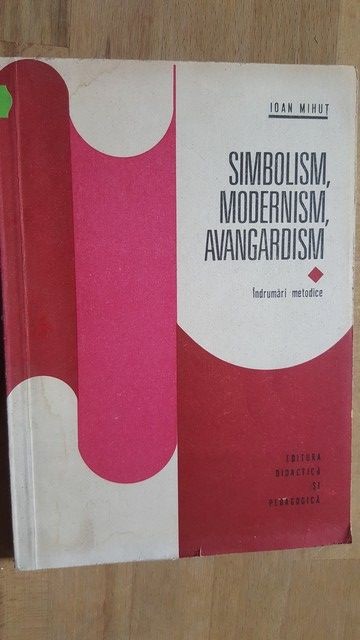 IOAN MIHUȚ
SIMBOLISM,
MODERNISM,
AVANGARDISM
Îndrumări metodice
EDITURA
DIDACTICĂ
ȘI
PEDAGOGICĂ